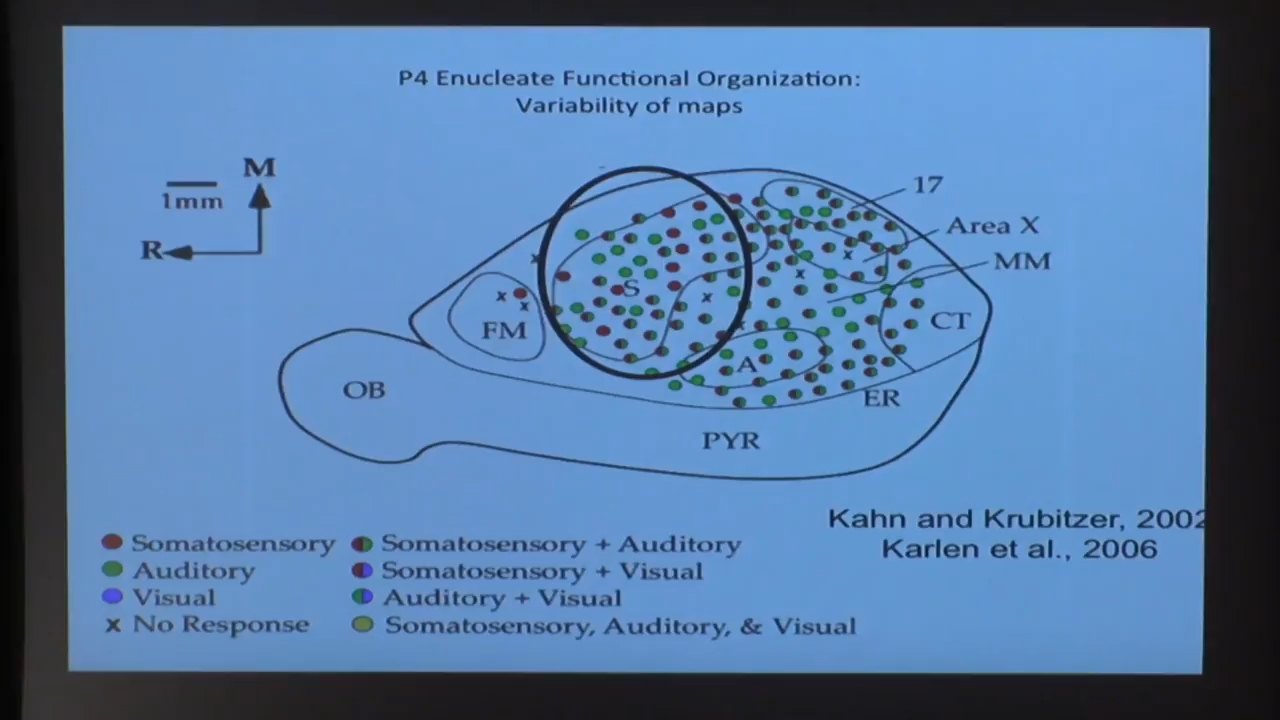 P4 Enucleate Functional Organization:
Variability of maps
M
1mm
R
17
Area X
MM
S
FM
CT
A
OB
ER
PYR
Kahn and Krubitzer, 2002
Karlen et al., 2006
Somatosensory
Somatosensory + Auditory
Auditory
Somatosensory + Visual
Visual
Auditory + Visual
x No Response
Somatosensory, Auditory, & Visual